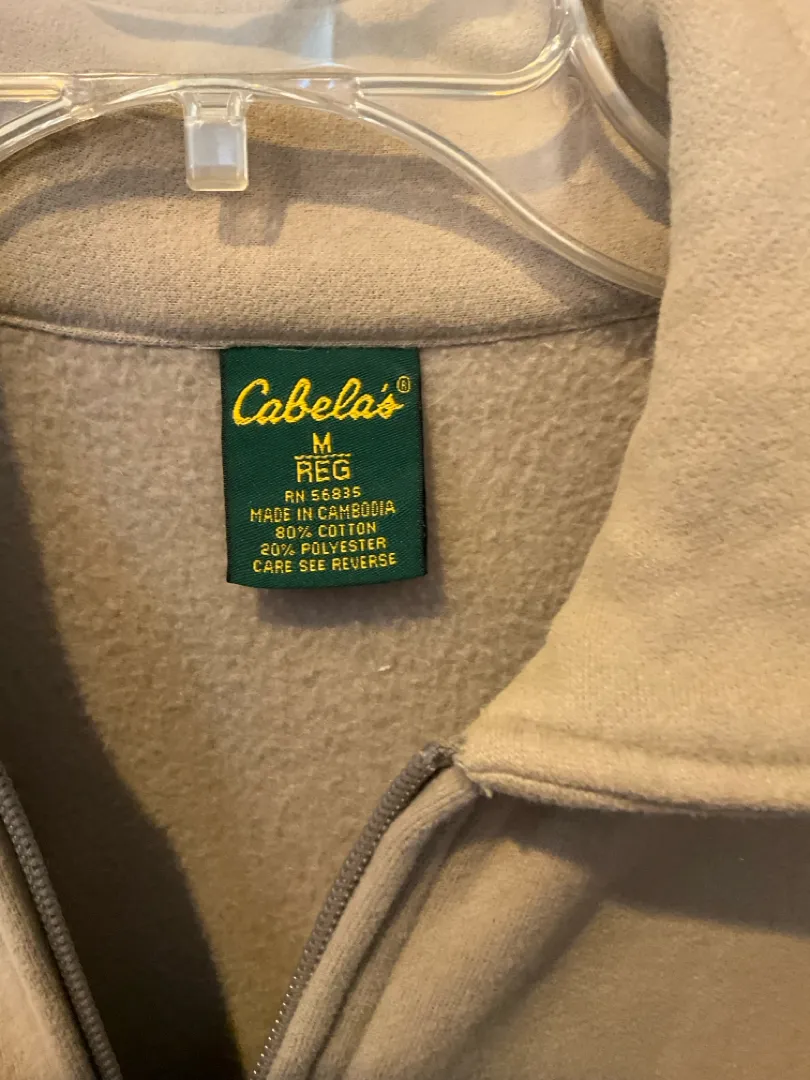 Cabela's®
M
REG
RN 56835
MADE IN CAMBODIA
80% COTTON
20% POLYESTER
CARE SEE REVERSE